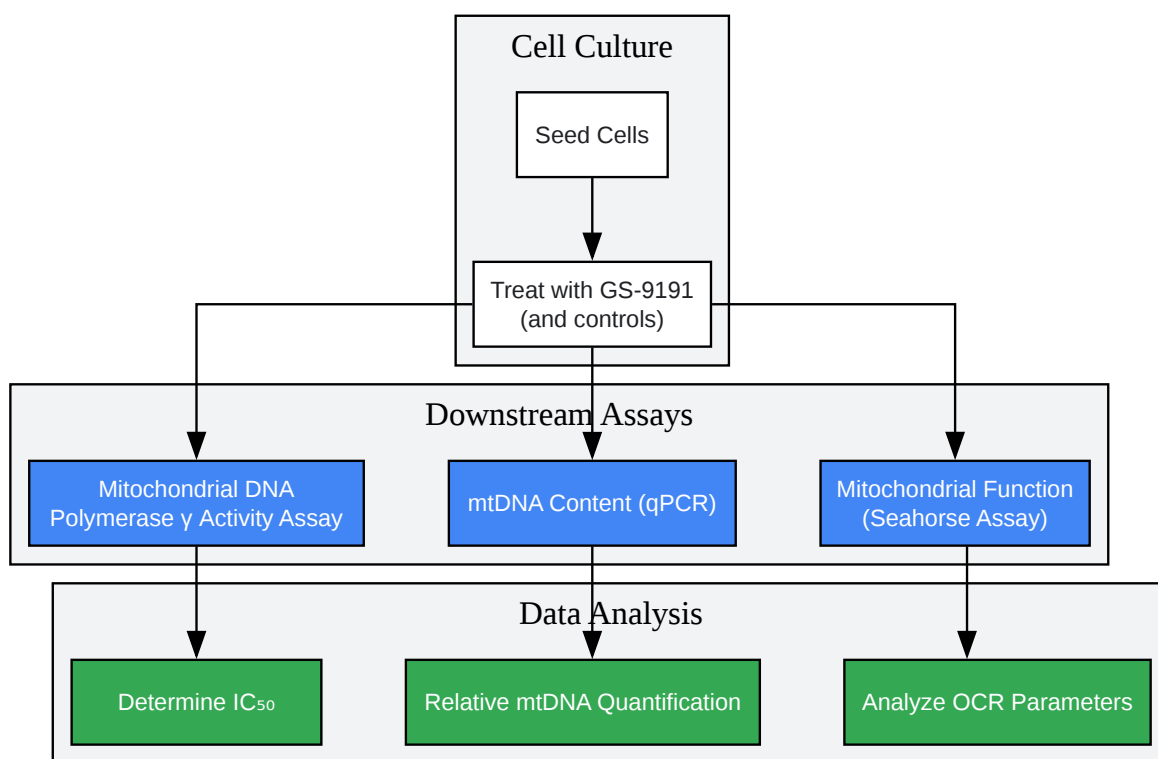 Cell Culture
Seed Cells
Treat with GS-9191
(and controls)
Downstream Assays
Mitochondrial DNA
Polymerase γ Activity Assay
mtDNA Content (qPCR)
Mitochondrial Function
(Seahorse Assay)
Data Analysis
Determine IC₅₀
Relative mtDNA Quantification
Analyze OCR Parameters